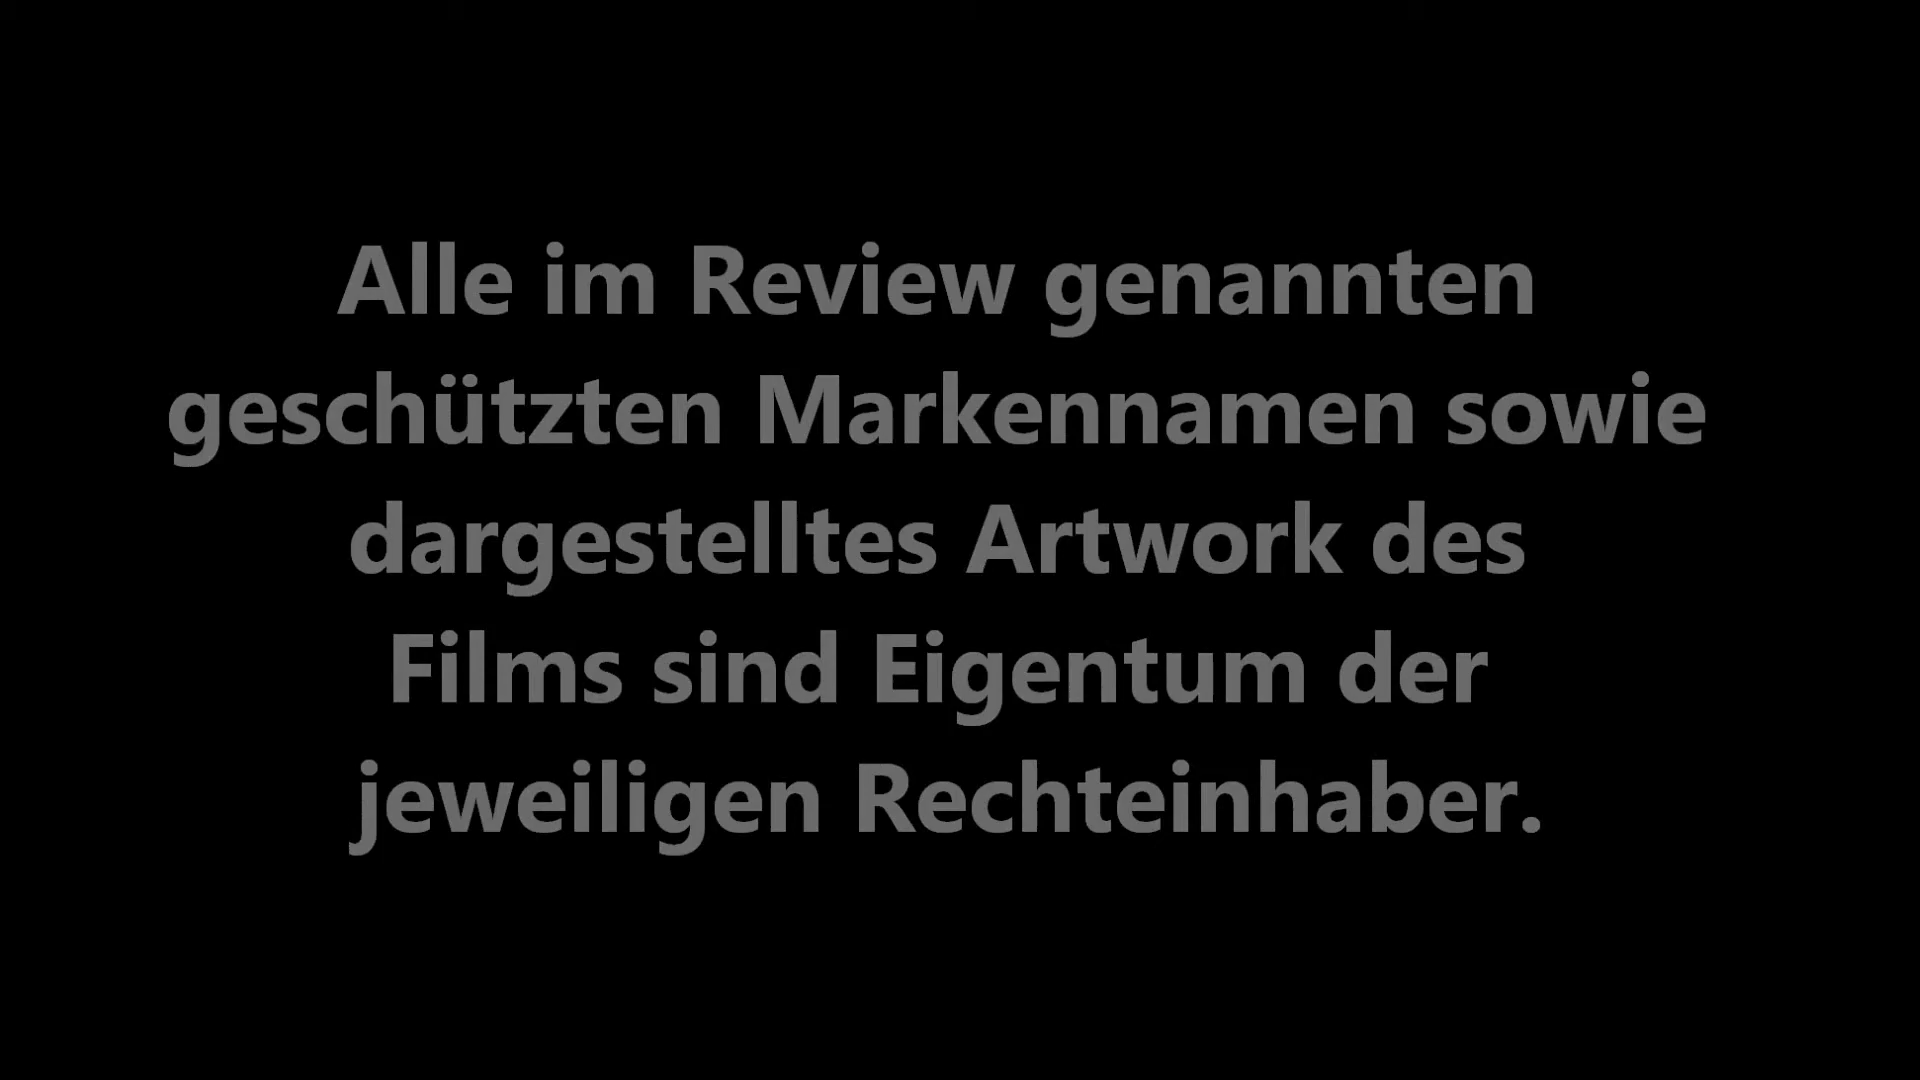 Alle im Review genannten
geschützten Markennamen sowie
dargestelltes Artwork des
Films sind Eigentum der
jeweiligen Rechteinhaber.